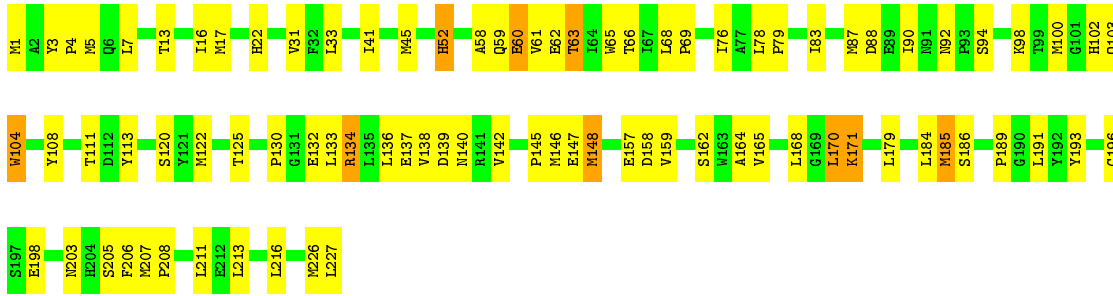 M1 A2 Y3 P4 M5 Q6 L7 T13 I16 M17 H22 V31 F32 L33 I41 M45 H52 A58 Q59 E60 V61 E62 T63 I64 W65 T66 I67 L68 P69 I76 A77 L78 P79 I83 M87 D88 E89 I90 N91 N92 P93 S94 K98 T99 M100 G101 H102
W104 Y108 T111 D112 Y113 S120 Y121 M122 T125 P130 G131 E132 L133 R134 L135 L136 E137 V138 D139 N140 R141 V142 P145 M146 E147 M148 E157 D158 V159 S162 W163 A164 V165 L168 G169 L170 K171 L179 L184 M185 S186 P189 G190 L191 Y192 Y193
S197 E198 N203 H204 S205 F206 M207 P208 L211 E212 L213 L216 M226 L227